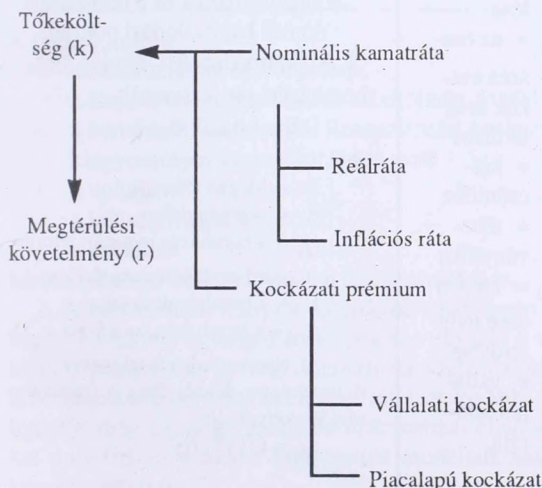 Tőkekölt-
ség (k)
Nominális kamatráta
Reálráta
Megtérülési
követelmény (r)
Inflációs ráta
Kockázati prémium
Vállalati kockázat
Piacalapú kockázat